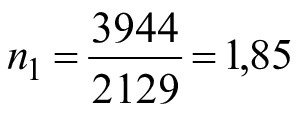 n₁ = 3944 / 2129 = 1,85